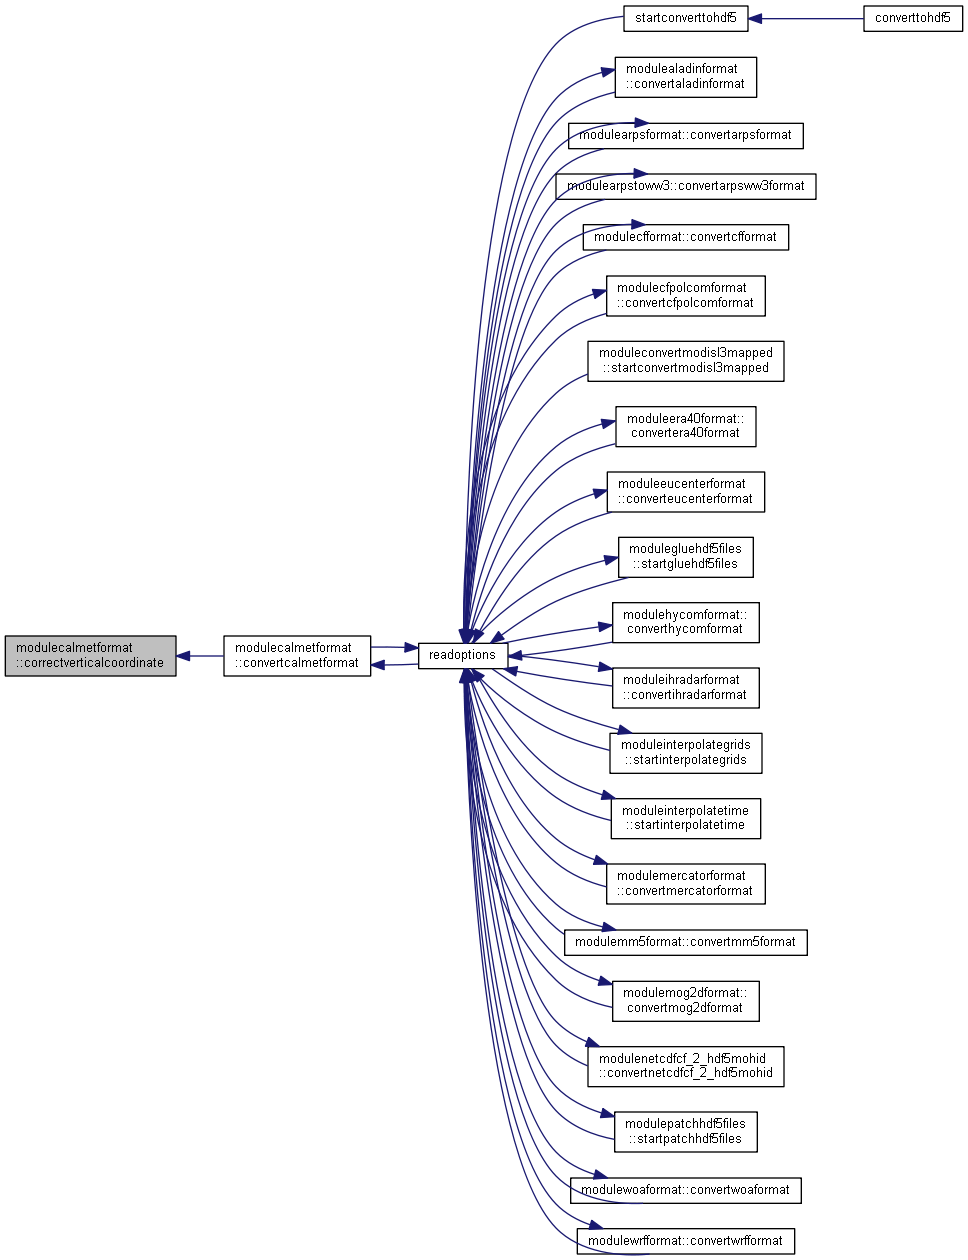 startconverttohdf5
converttohdf5
modulealadinformat
::convertaladinformat
modulearpsformat::convertarpsformat
modulearpstoww3::convertarpsww3format
modulecfformat::convertcfformat
modulecfpolcomformat
::convertcfpolcomformat
moduleconvertmodisl3mapped
::startconvertmodisl3mapped
moduleera40format::
convertera40format
moduleeucenterformat
::converteucenterformat
modulegluehdf5files
::startgluehdf5files
modulehycomformat::
converthycomformat
modulecalmetformat
::correctverticalcoordinate
modulecalmetformat
::convertcalmetformat
readoptions
moduleihradarformat
::convertihradarformat
moduleinterpolategrids
::startinterpolategrids
moduleinterpolatetime
::startinterpolatetime
modulemercatorformat
::convertmercatorformat
modulemm5format::convertmm5format
modulemog2dformat::
convertmog2dformat
modulenetcdfcf_2_hdf5mohid
::convertnetcdfcf_2_hdf5mohid
modulepatchhdf5files
::startpatchhdf5files
modulewoaformat::convertwoaformat
modulewrfformat::convertwrfformat